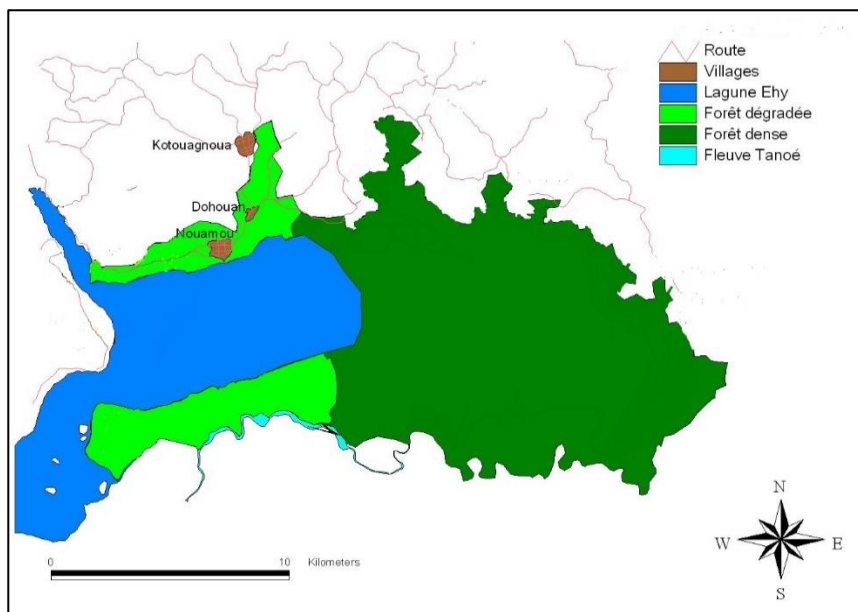 Route
Villages
Lagune Ehy
Forêt dégradée
Forêt dense
Fleuve Tanoé
Kotouagnoua
Dohouan
Nouamou
N
W E
S
0 10 Kilometers